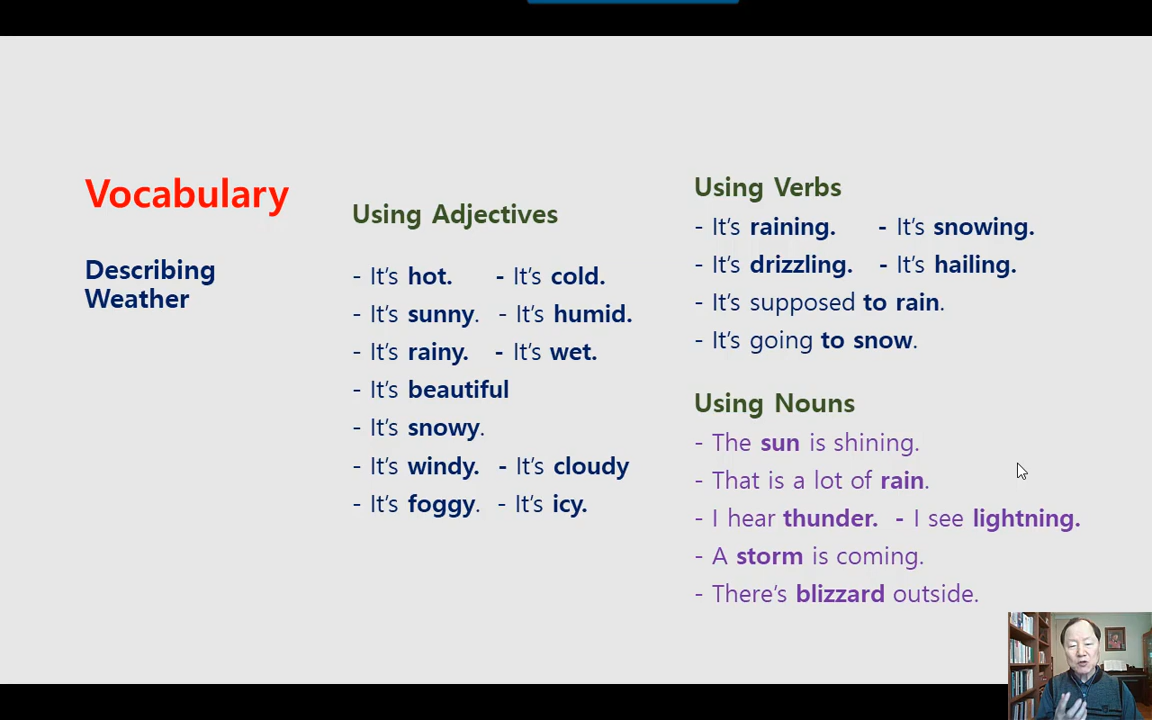 Vocabulary
Describing
Weather
Using Adjectives
- It's hot. - It's cold.
- It's sunny. - It's humid.
- It's rainy. - It's wet.
- It's beautiful
- It's snowy.
- It's windy. - It's cloudy
- It's foggy. - It's icy.
Using Verbs
- It's raining. - It's snowing.
- It's drizzling. - It's hailing.
- It's supposed to rain.
- It's going to snow.
Using Nouns
- The sun is shining.
- That is a lot of rain.
- I hear thunder. - I see lightning.
- A storm is coming.
- There's blizzard outside.